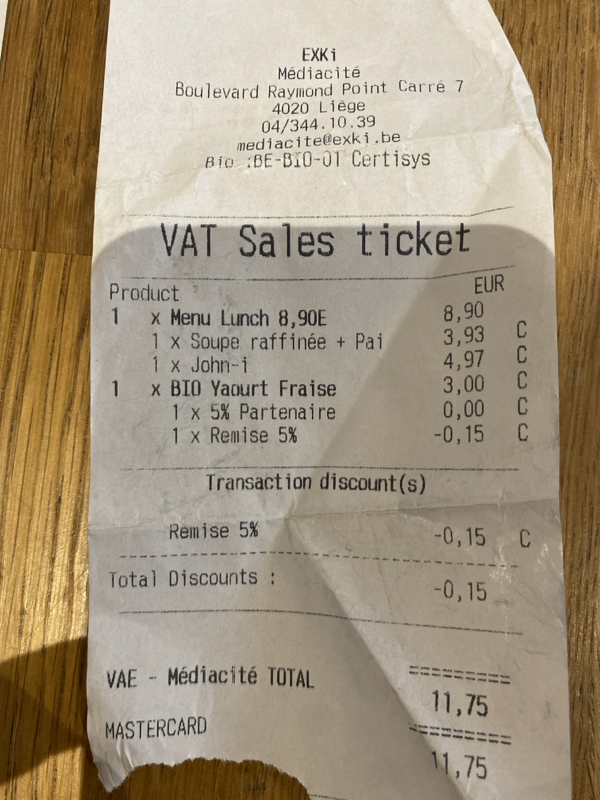 EXKi
Médiacité
Boulevard Raymond Point Carré 7
4020 Liège
04/344.10.39
mediacite@exki.be
Bio :BE-BIO-01 Certisys
VAT Sales ticket
Product EUR
1 x Menu Lunch 8,90E 8,90
1 x Soupe raffinée + Pai 3,93 C
1 x John-i 4,97 C
1 x BIO Yaourt Fraise 3,00 C
1 x 5% Partenaire 0,00 C
1 x Remise 5% -0,15 C
Transaction discount(s)
Remise 5% -0,15 C
Total Discounts : -0,15
VAE - Médiacité TOTAL 11,75
MASTERCARD 11,75